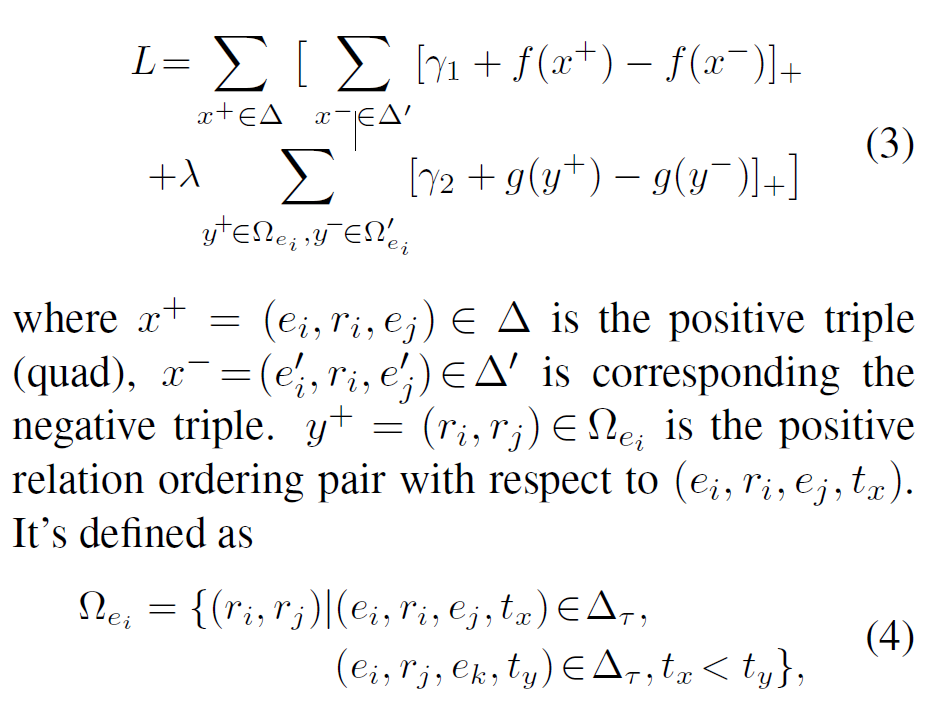 L= ∑_{x⁺∈Δ} [ ∑_{x⁻∈Δ′} [γ₁ + f(x⁺) − f(x⁻)]₊
(3)
+λ ∑_{y⁺∈Ω_{e_i}, y⁻∈Ω′_{e_i}} [γ₂ + g(y⁺) − g(y⁻)]₊]
where x⁺ = (e_i, r_i, e_j) ∈ Δ is the positive triple
(quad), x⁻ = (e′_i, r_i, e′_j) ∈ Δ′ is corresponding the
negative triple. y⁺ = (r_i, r_j) ∈ Ω_{e_i} is the positive
relation ordering pair with respect to (e_i, r_i, e_j, t_x).
It's defined as
Ω_{e_i} = {(r_i, r_j)|(e_i, r_i, e_j, t_x) ∈ Δ_τ,
(4)
(e_i, r_j, e_k, t_y) ∈ Δ_τ, t_x < t_y},